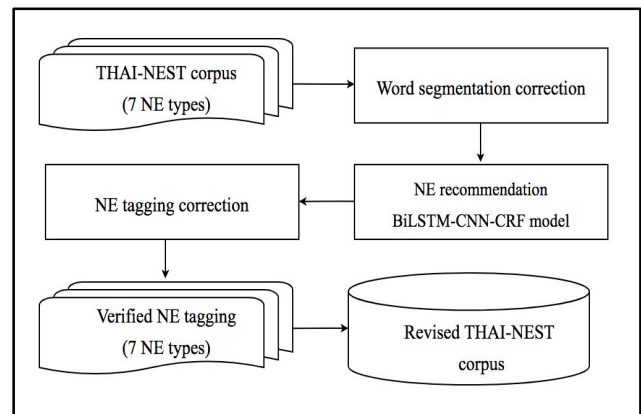 THAI-NEST corpus
(7 NE types)
Word segmentation correction
NE recommendation
BiLSTM-CNN-CRF model
NE tagging correction
Verified NE tagging
(7 NE types)
Revised THAI-NEST
corpus